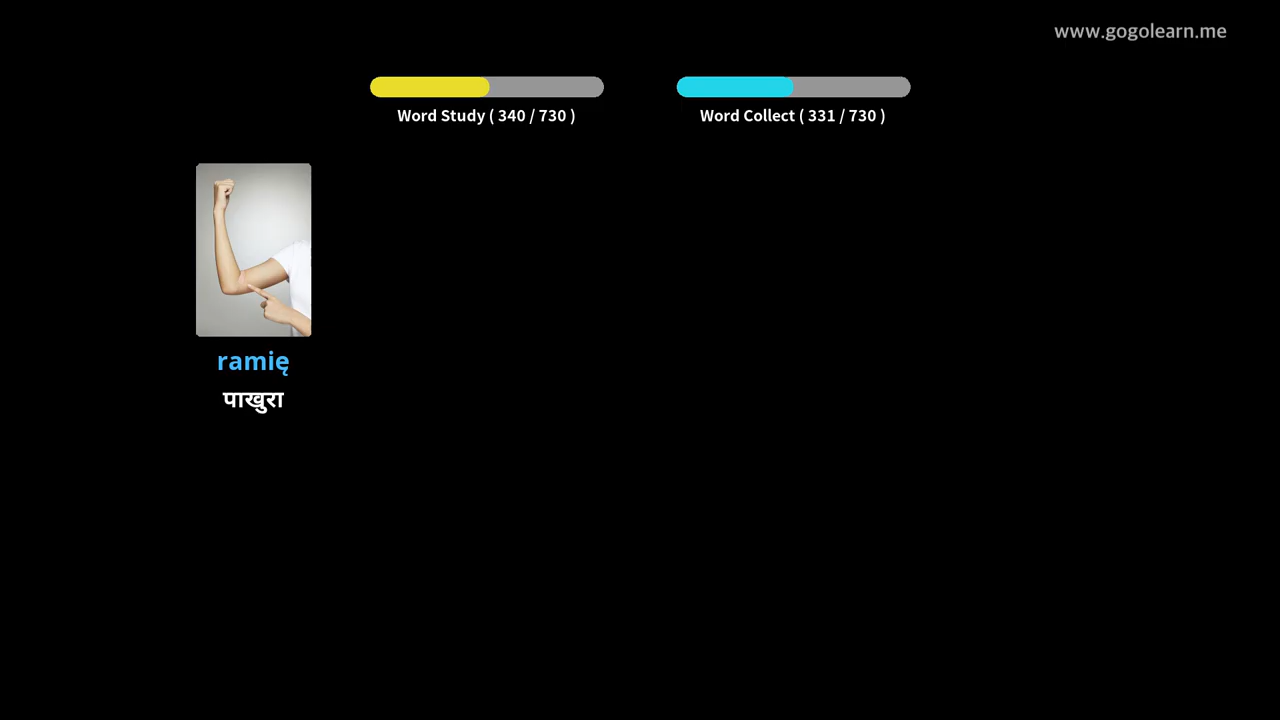 www.gogolearn.me
Word Study ( 340 / 730 )
Word Collect ( 331 / 730 )
ramię
पाखुरा